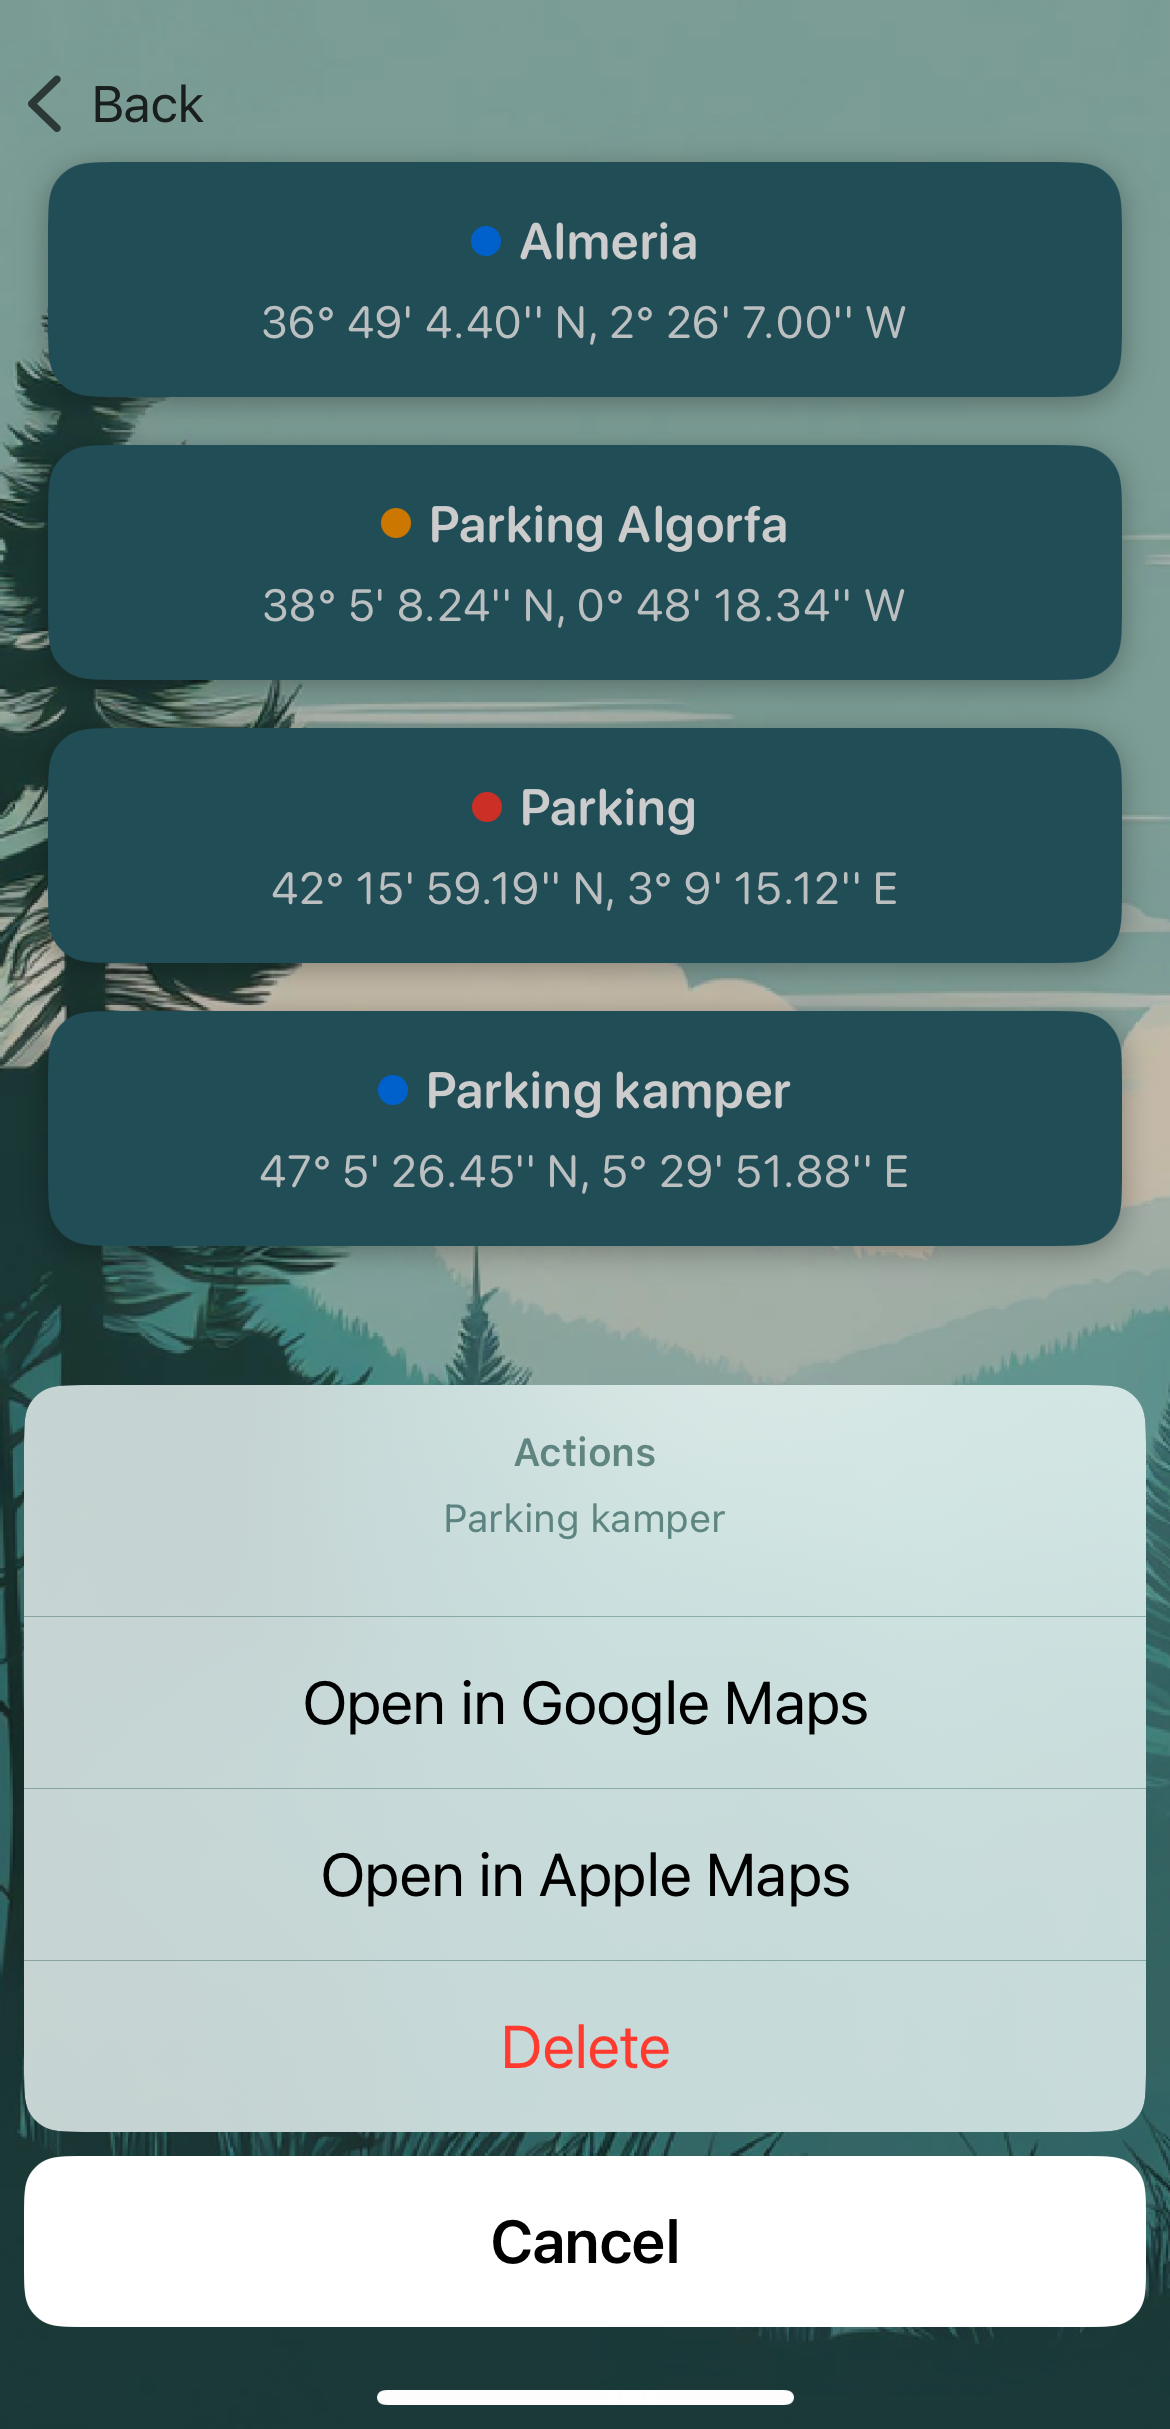 Back
Almeria
36° 49' 4.40'' N, 2° 26' 7.00'' W
Parking Algorfa
38° 5' 8.24'' N, 0° 48' 18.34'' W
Parking
42° 15' 59.19'' N, 3° 9' 15.12'' E
Parking kamper
47° 5' 26.45'' N, 5° 29' 51.88'' E
Actions
Parking kamper
Open in Google Maps
Open in Apple Maps
Delete
Cancel